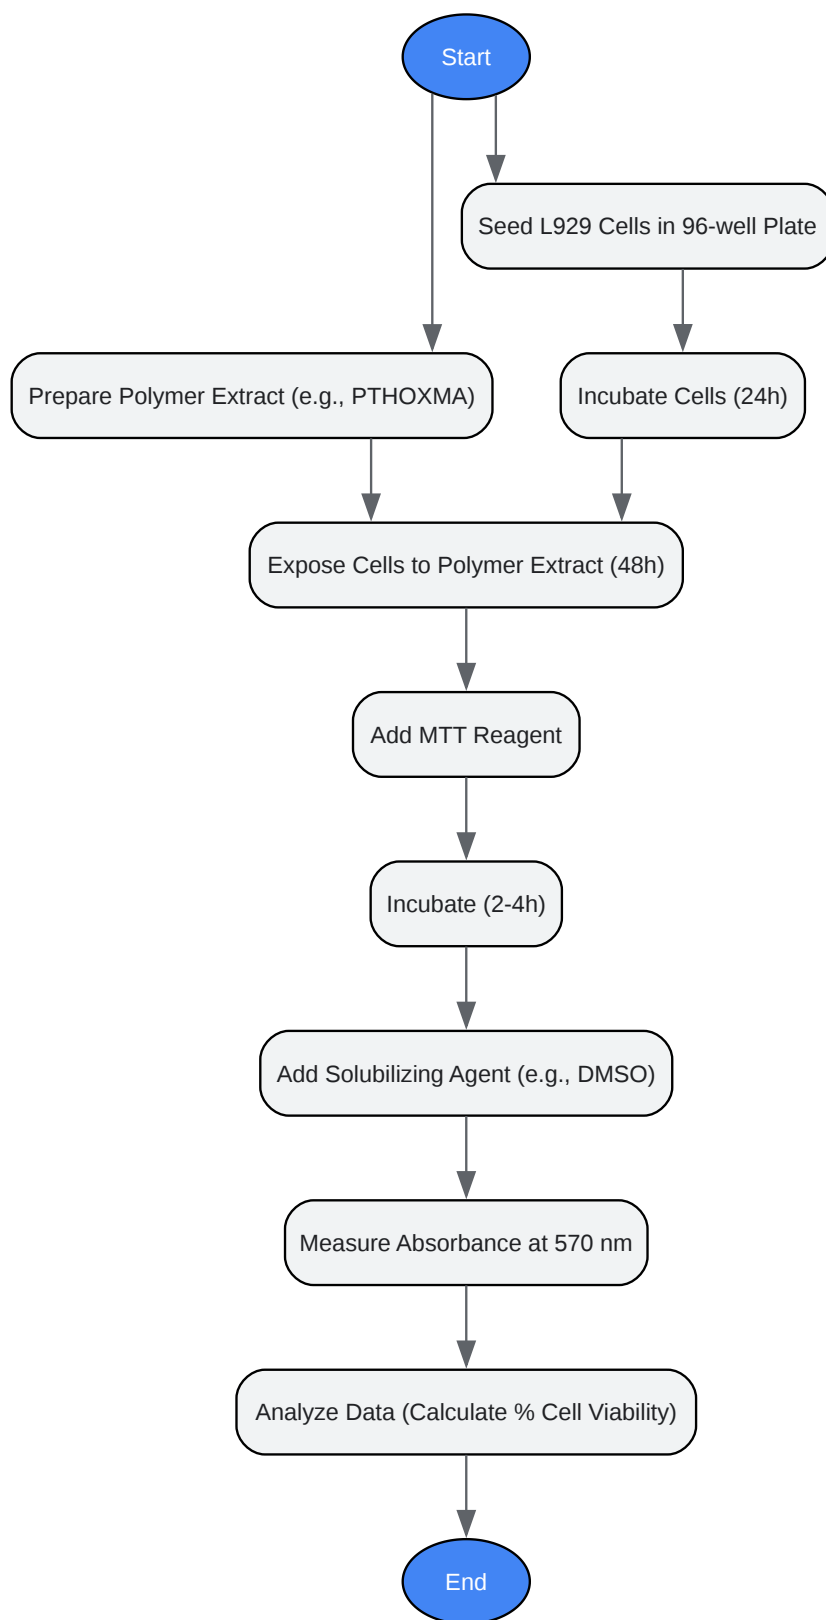 Start
Seed L929 Cells in 96-well Plate
Prepare Polymer Extract (e.g., PTHOXMA)
Incubate Cells (24h)
Expose Cells to Polymer Extract (48h)
Add MTT Reagent
Incubate (2-4h)
Add Solubilizing Agent (e.g., DMSO)
Measure Absorbance at 570 nm
Analyze Data (Calculate % Cell Viability)
End